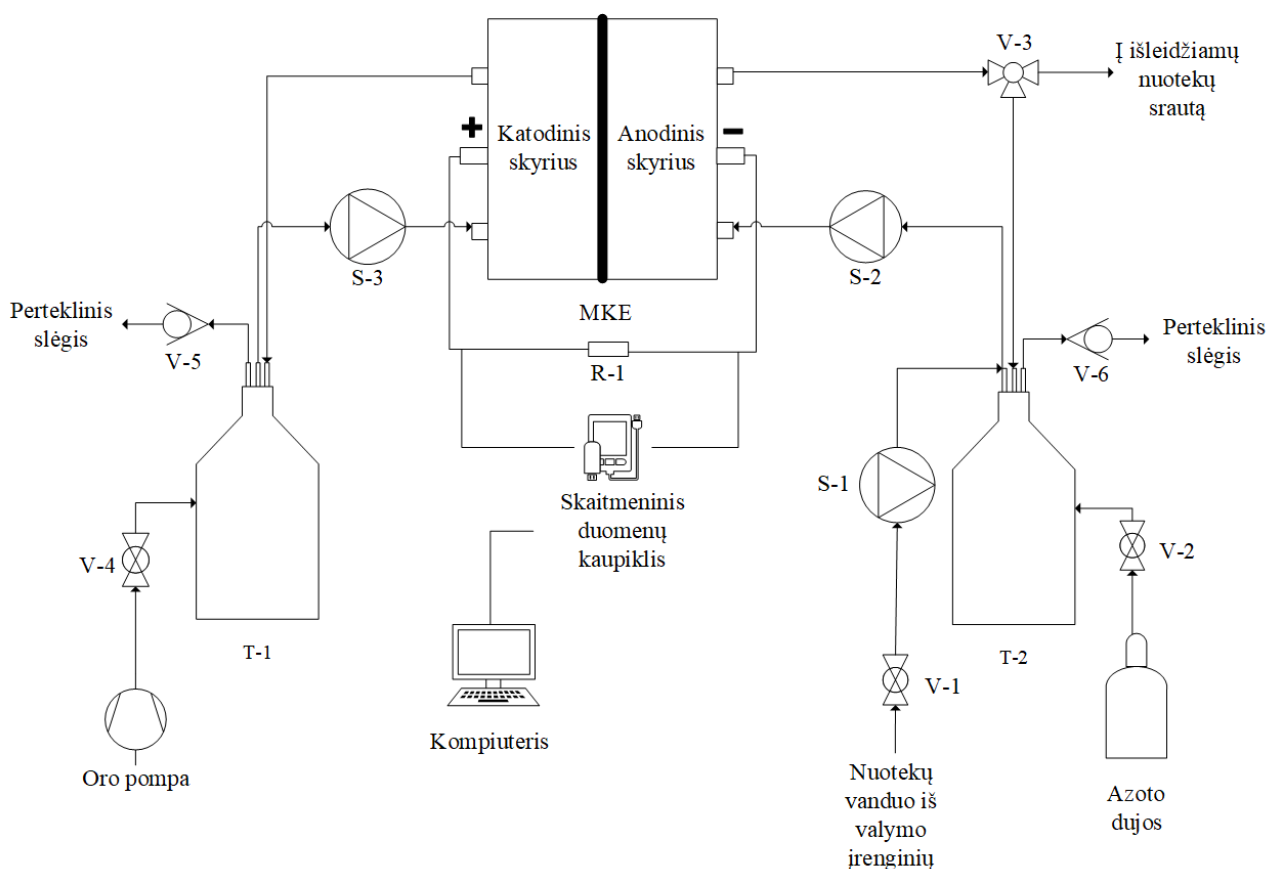 V-3
Į išleidžiamų
nuotekų
srautą
+
Katodinis
skyrius
Anodinis
skyrius
-
S-3
S-2
MKE
Perteklinis
slėgis
V-5
R-1
V-6
Perteklinis
slėgis
S-1
Skaitmeninis
duomenų
kaupiklis
V-4
V-2
T-1
T-2
V-1
Kompiuteris
Oro pompa
Nuotekų
vanduo iš
valymo
įrenginių
Azoto
dujos